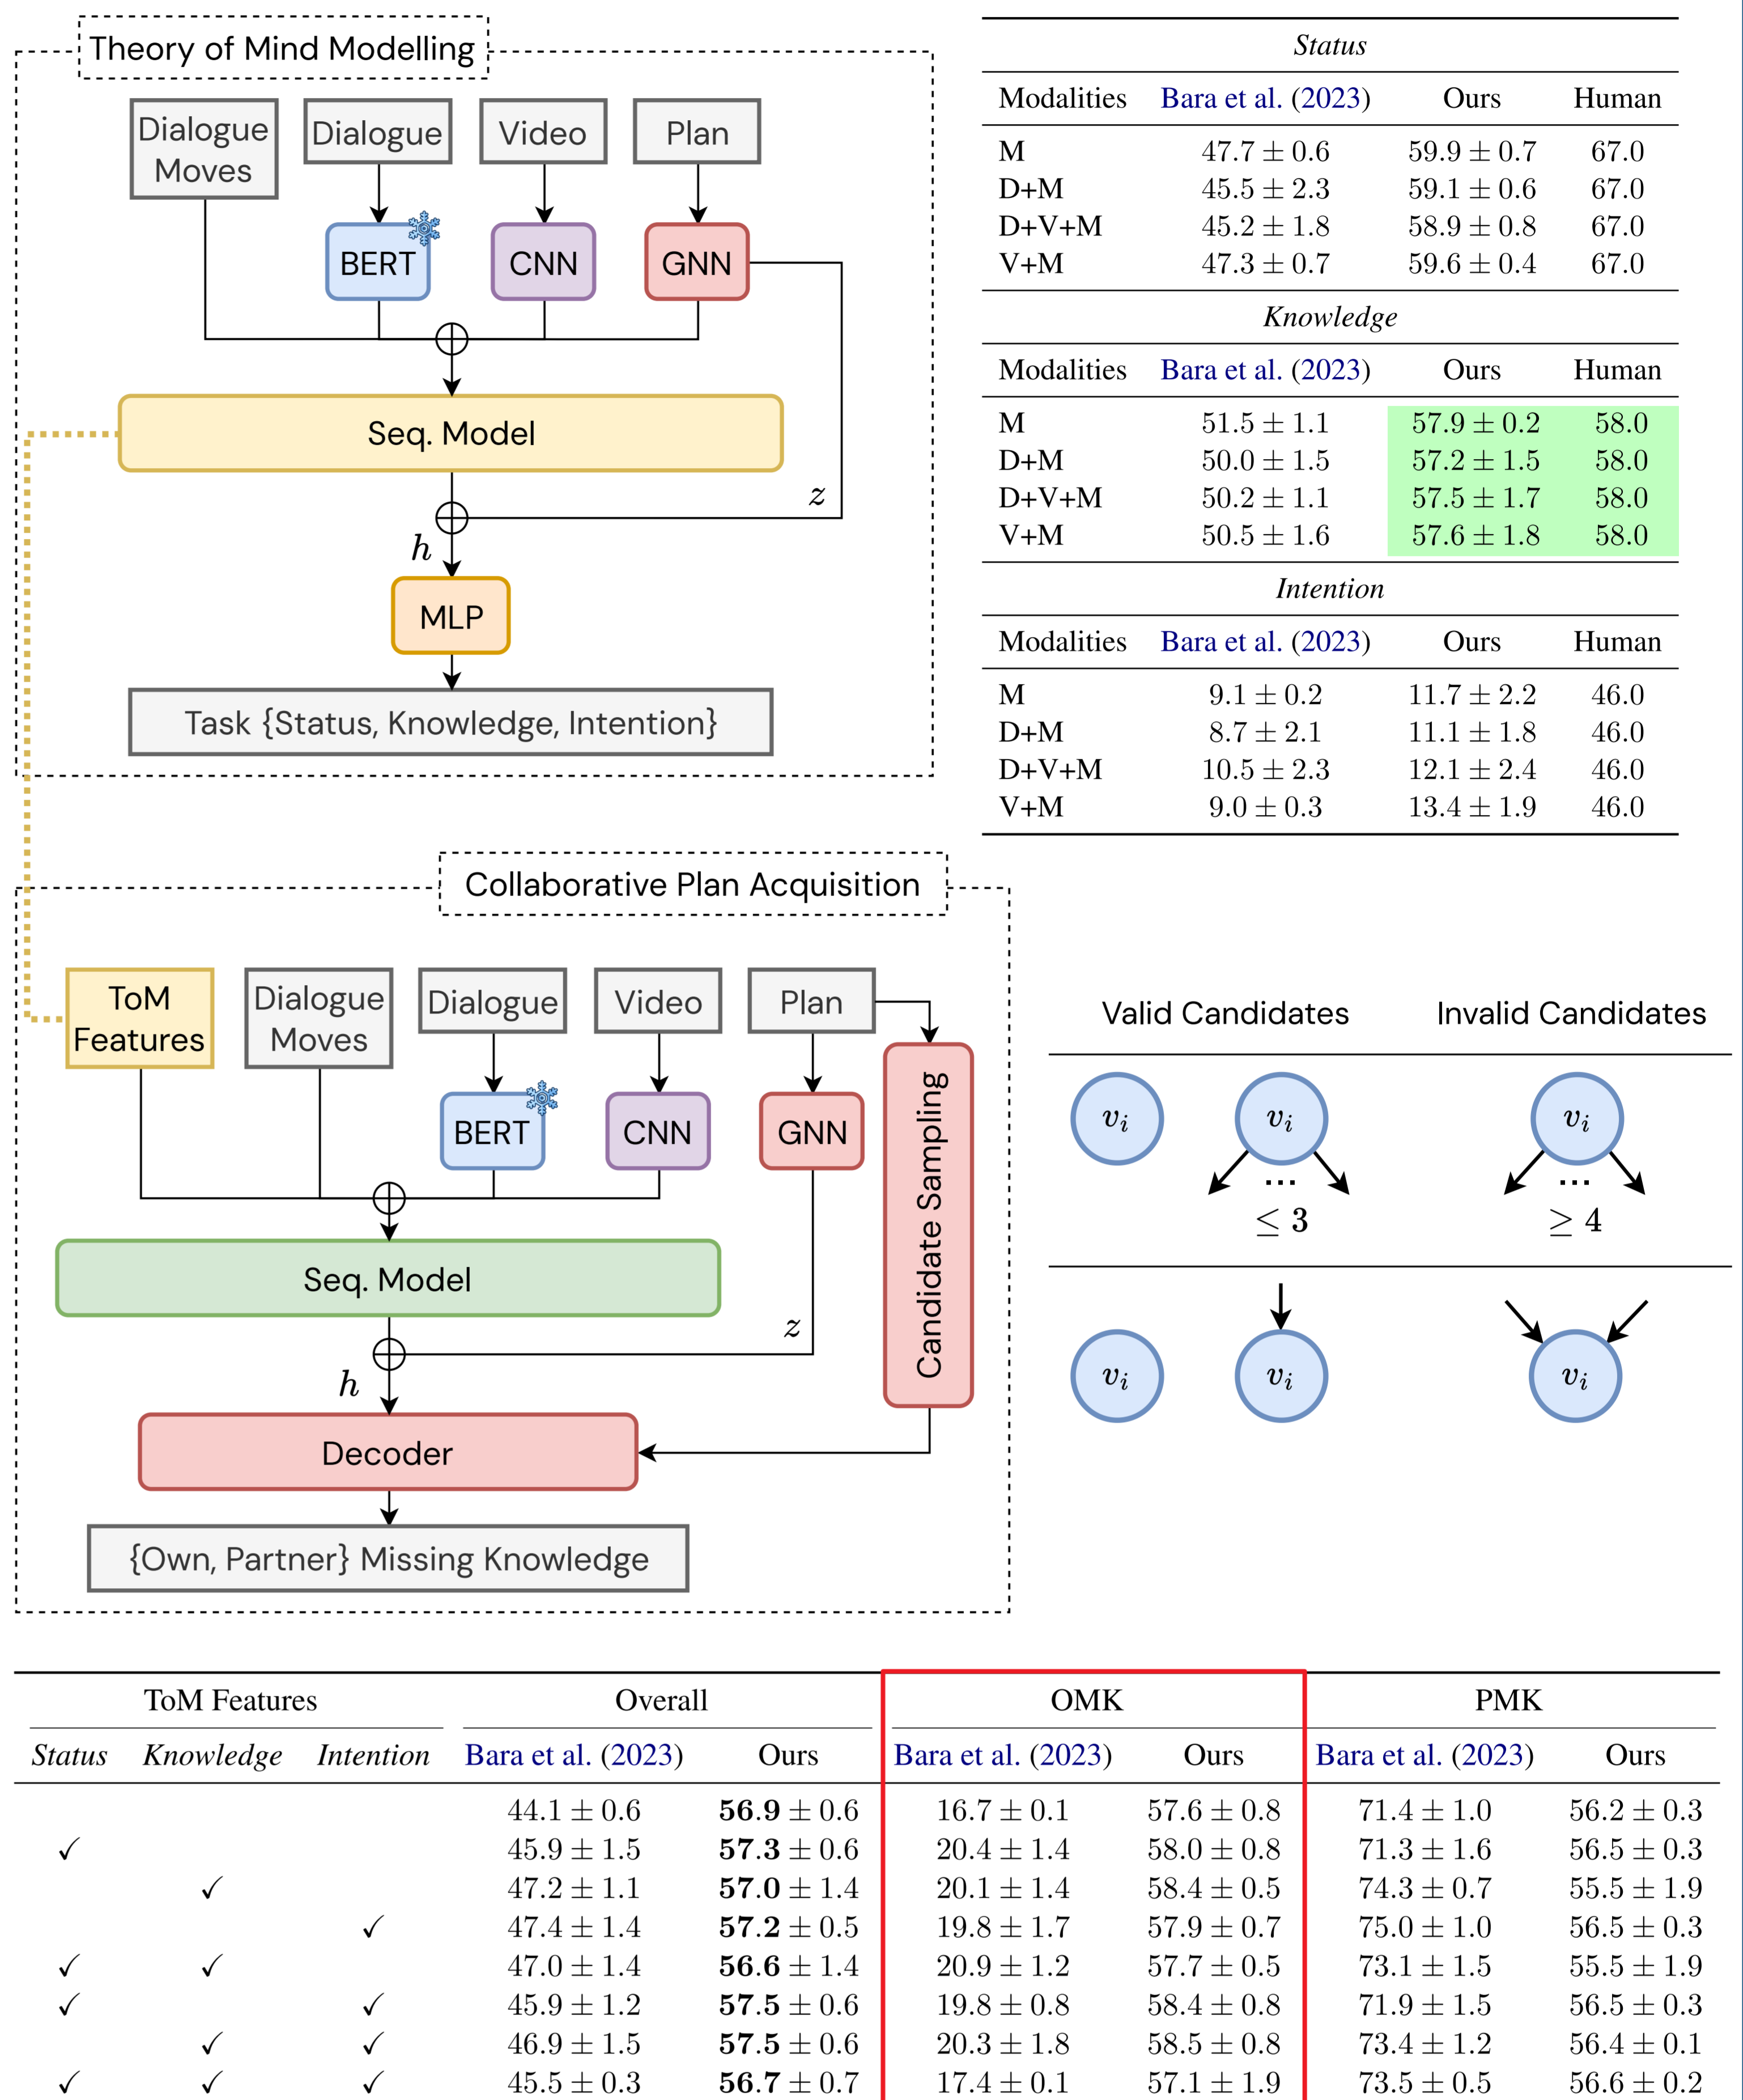 Theory of Mind Modelling
Dialogue Moves
Dialogue
Video
Plan
BERT
CNN
GNN
Seq. Model
z
h
MLP
Task {Status, Knowledge, Intention}
Status
Modalities Bara et al. (2023) Ours Human
M 47.7 ± 0.6 59.9 ± 0.7 67.0
D+M 45.5 ± 2.3 59.1 ± 0.6 67.0
D+V+M 45.2 ± 1.8 58.9 ± 0.8 67.0
V+M 47.3 ± 0.7 59.6 ± 0.4 67.0
Knowledge
Modalities Bara et al. (2023) Ours Human
M 51.5 ± 1.1 57.9 ± 0.2 58.0
D+M 50.0 ± 1.5 57.2 ± 1.5 58.0
D+V+M 50.2 ± 1.1 57.5 ± 1.7 58.0
V+M 50.5 ± 1.6 57.6 ± 1.8 58.0
Intention
Modalities Bara et al. (2023) Ours Human
M 9.1 ± 0.2 11.7 ± 2.2 46.0
D+M 8.7 ± 2.1 11.1 ± 1.8 46.0
D+V+M 10.5 ± 2.3 12.1 ± 2.4 46.0
V+M 9.0 ± 0.3 13.4 ± 1.9 46.0
Collaborative Plan Acquisition
ToM Features
Dialogue Moves
Dialogue
Video
Plan
BERT
CNN
GNN
Candidate Sampling
Seq. Model
z
h
Decoder
{Own, Partner} Missing Knowledge
Valid Candidates Invalid Candidates
vᵢ vᵢ vᵢ
... ...
≤ 3 ≥ 4
vᵢ vᵢ vᵢ
ToM Features Overall OMK PMK
Status Knowledge Intention Bara et al. (2023) Ours Bara et al. (2023) Ours Bara et al. (2023) Ours
44.1 ± 0.6 56.9 ± 0.6 16.7 ± 0.1 57.6 ± 0.8 71.4 ± 1.0 56.2 ± 0.3
✓ 45.9 ± 1.5 57.3 ± 0.6 20.4 ± 1.4 58.0 ± 0.8 71.3 ± 1.6 56.5 ± 0.3
✓ 47.2 ± 1.1 57.0 ± 1.4 20.1 ± 1.4 58.4 ± 0.5 74.3 ± 0.7 55.5 ± 1.9
✓ 47.4 ± 1.4 57.2 ± 0.5 19.8 ± 1.7 57.9 ± 0.7 75.0 ± 1.0 56.5 ± 0.3
✓ ✓ 47.0 ± 1.4 56.6 ± 1.4 20.9 ± 1.2 57.7 ± 0.5 73.1 ± 1.5 55.5 ± 1.9
✓ ✓ 45.9 ± 1.2 57.5 ± 0.6 19.8 ± 0.8 58.4 ± 0.8 71.9 ± 1.5 56.5 ± 0.3
✓ ✓ 46.9 ± 1.5 57.5 ± 0.6 20.3 ± 1.8 58.5 ± 0.8 73.4 ± 1.2 56.4 ± 0.1
✓ ✓ ✓ 45.5 ± 0.3 56.7 ± 0.7 17.4 ± 0.1 57.1 ± 1.9 73.5 ± 0.5 56.6 ± 0.2